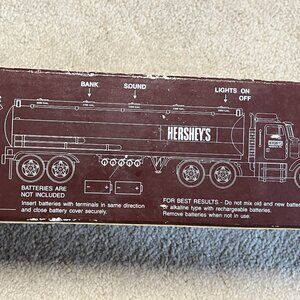 BANK SOUND LIGHTS ON
OFF
HERSHEY'S
BATTERIES ARE
NOT INCLUDED
Insert batteries with terminals in same direction
and close battery cover securely.
FOR BEST RESULTS - Do not mix old and new batte
or alkaline type with rechargeable batteries.
Remove batteries when not in use.